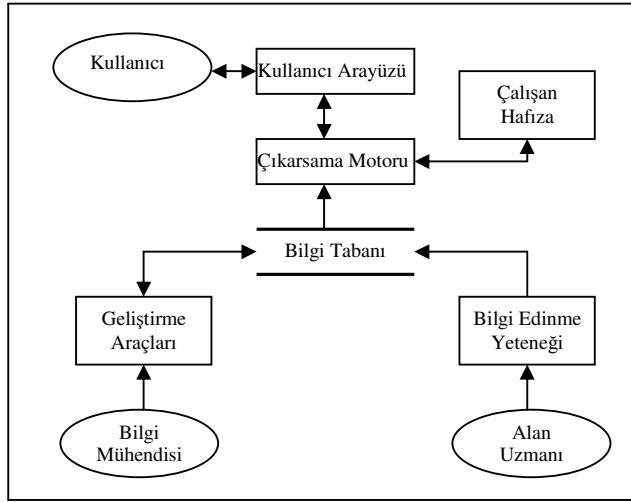 Kullanıcı
Kullanıcı Arayüzü
Çalışan
Hafıza
Çıkarsama Motoru
Bilgi Tabanı
Geliştirme
Araçları
Bilgi Edinme
Yeteneği
Bilgi
Mühendisi
Alan
Uzmanı